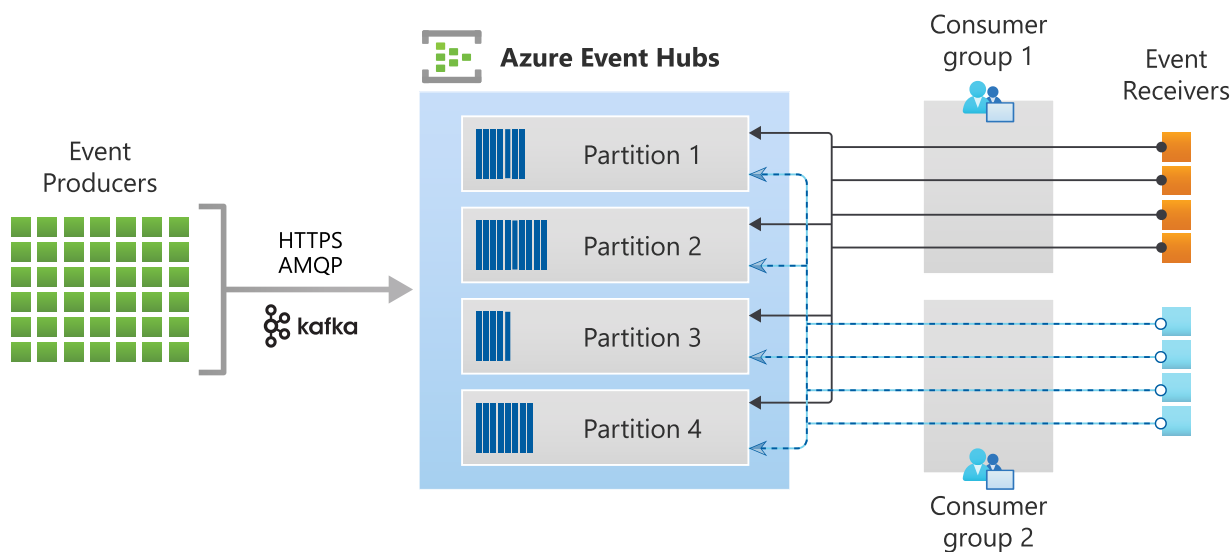 Azure Event Hubs
Event
Producers
HTTPS
AMQP
kafka
Partition 1
Partition 2
Partition 3
Partition 4
Consumer
group 1
Event
Receivers
Consumer
group 2